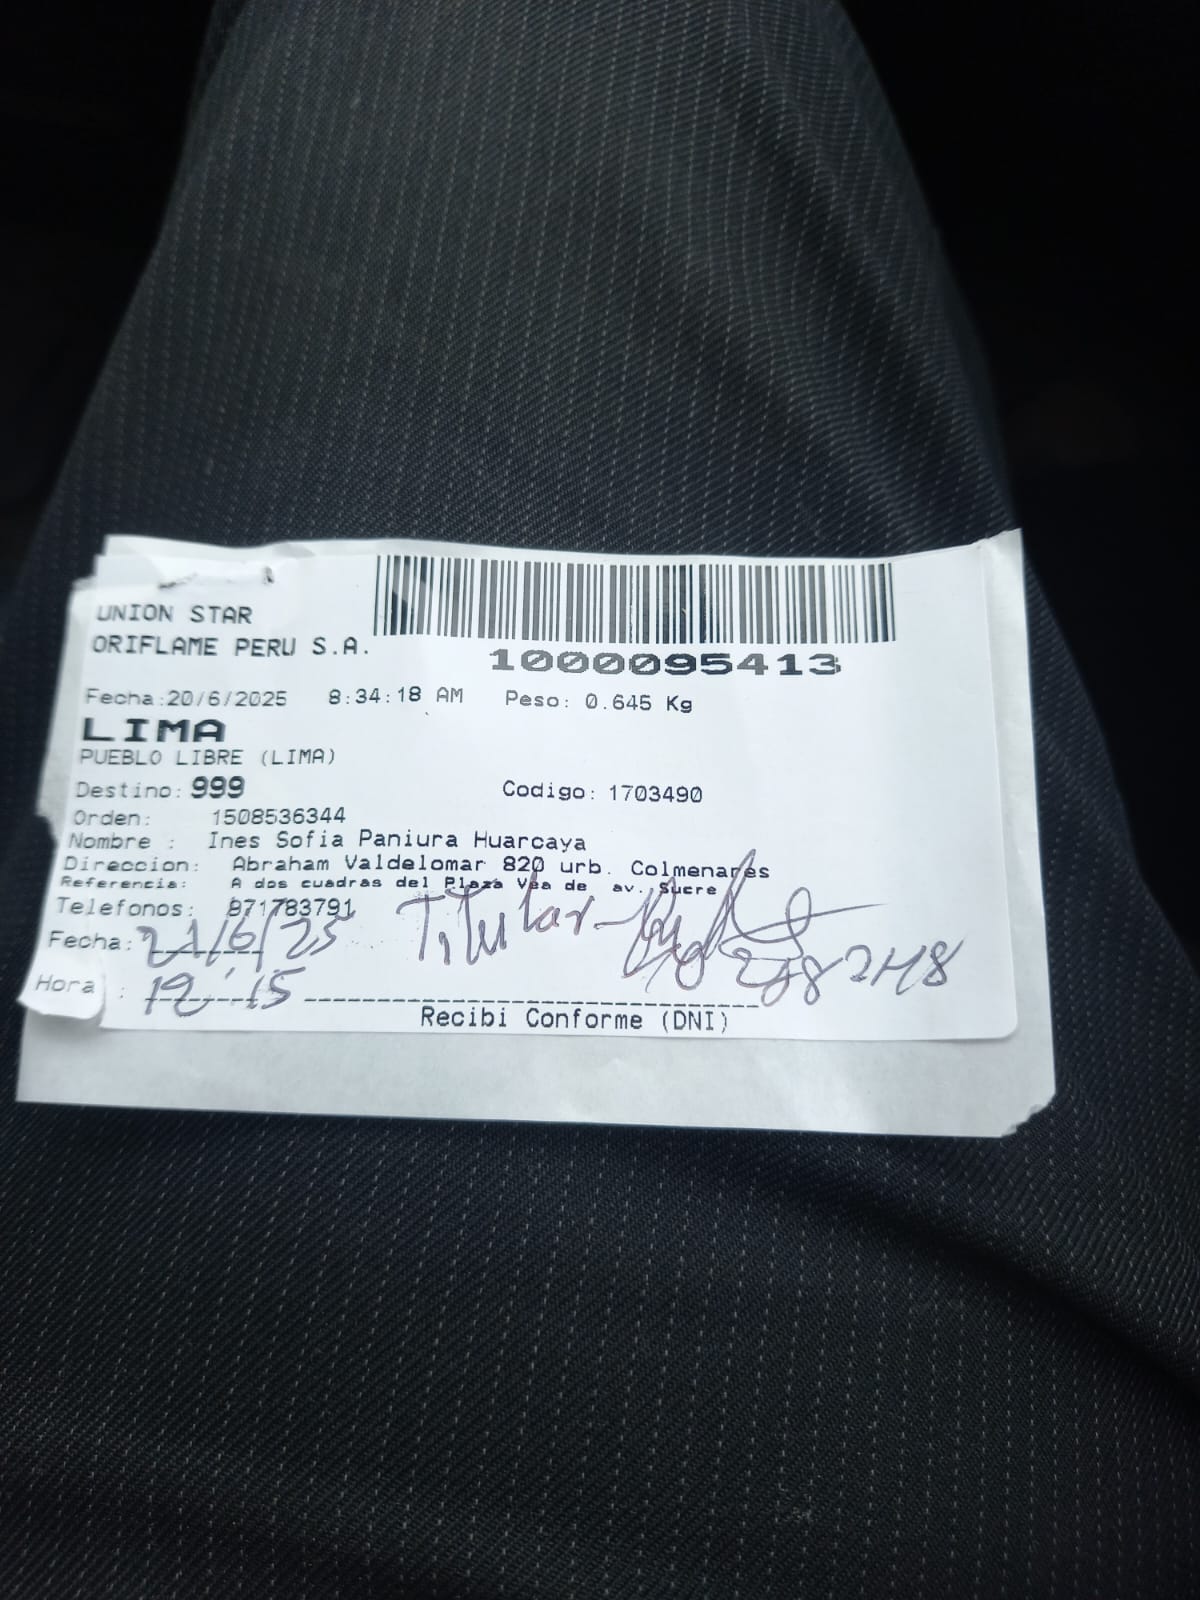 UNION STAR
ORIFLAME PERU S.A.
1000095413
Fecha:20/6/2025 8:34:18 AM Peso: 0.645 Kg
LIMA
PUEBLO LIBRE (LIMA)
Destino: 999 Codigo: 1703490
Orden: 1508536344
Nombre : Ines Sofia Paniura Huarcaya
Direccion: Abraham Valdelomar 820 urb. Colmenares
Referencia: A dos cuadras del Plaza Vea de av. Sucre
Telefonos: 971783791
Fecha: 21/6/25 Titular
Hora : 12:15
Recibi Conforme (DNI)